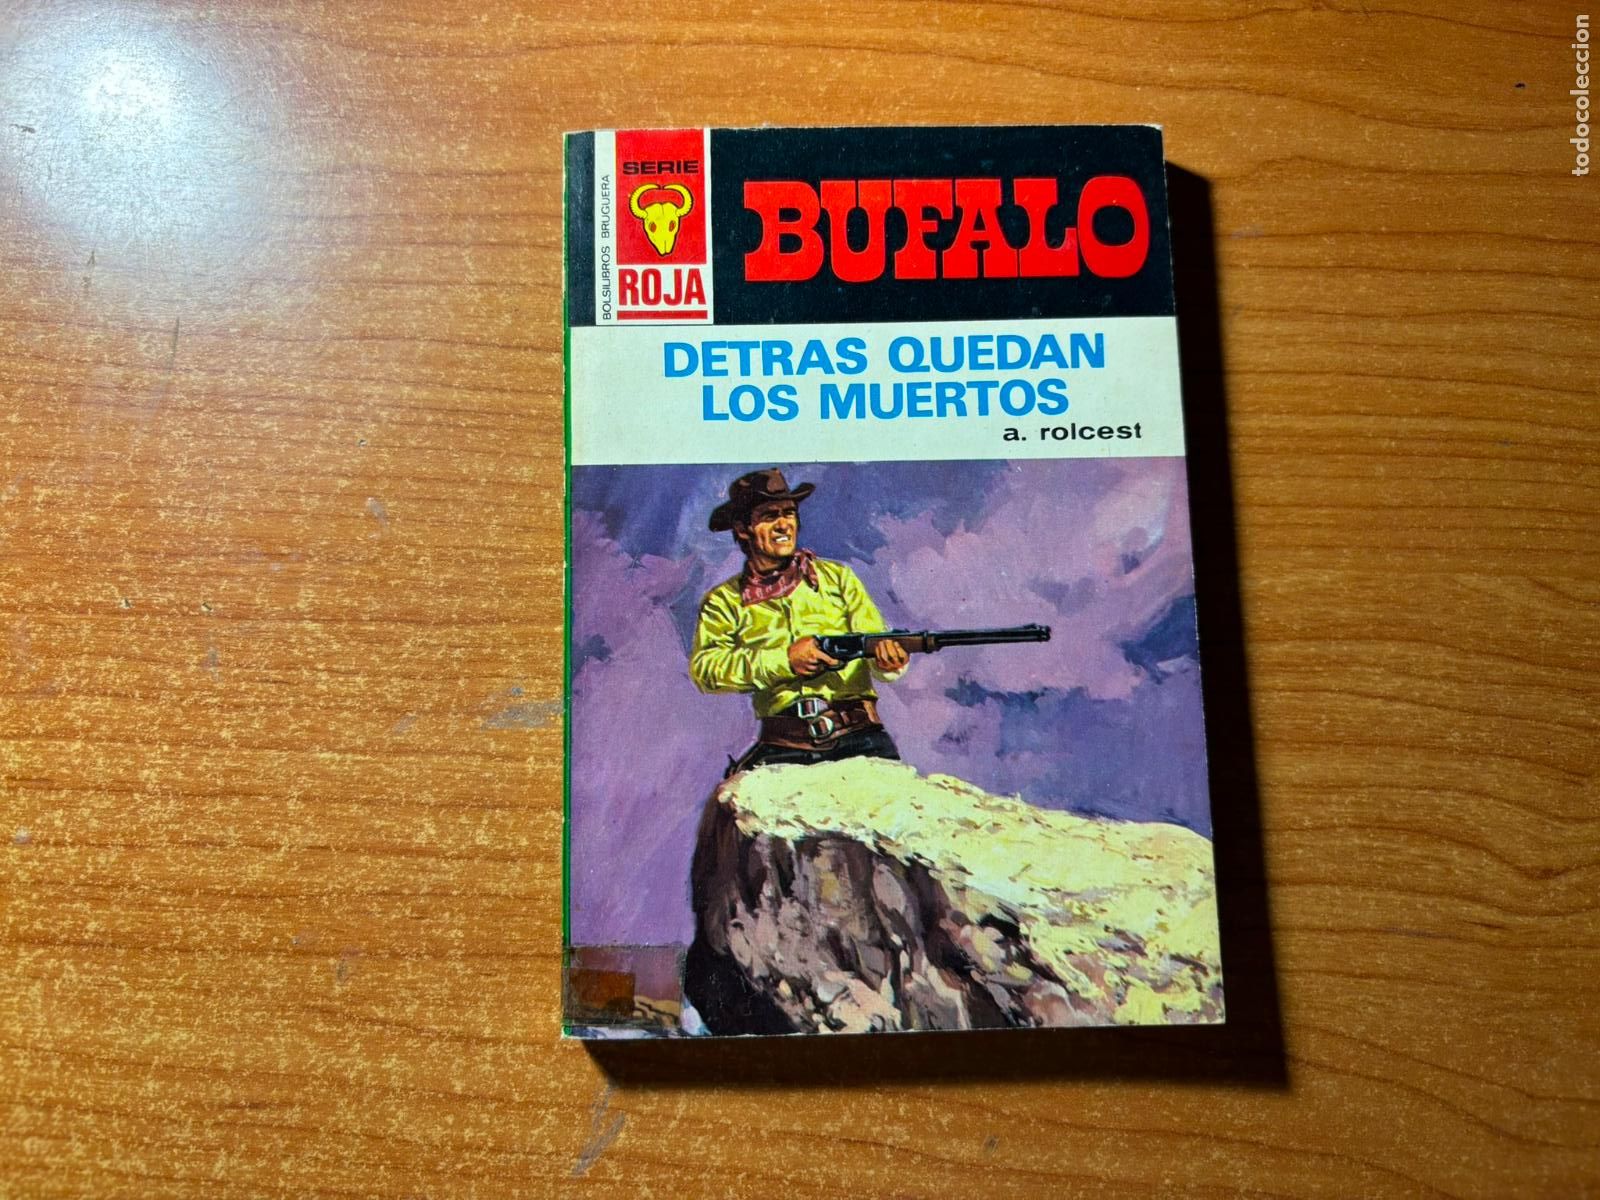 BOLSILIBROS BRUGUERA
SERIE
ROJA
BUFALO
DETRAS QUEDAN
LOS MUERTOS
a. rolcest
todocoleccion